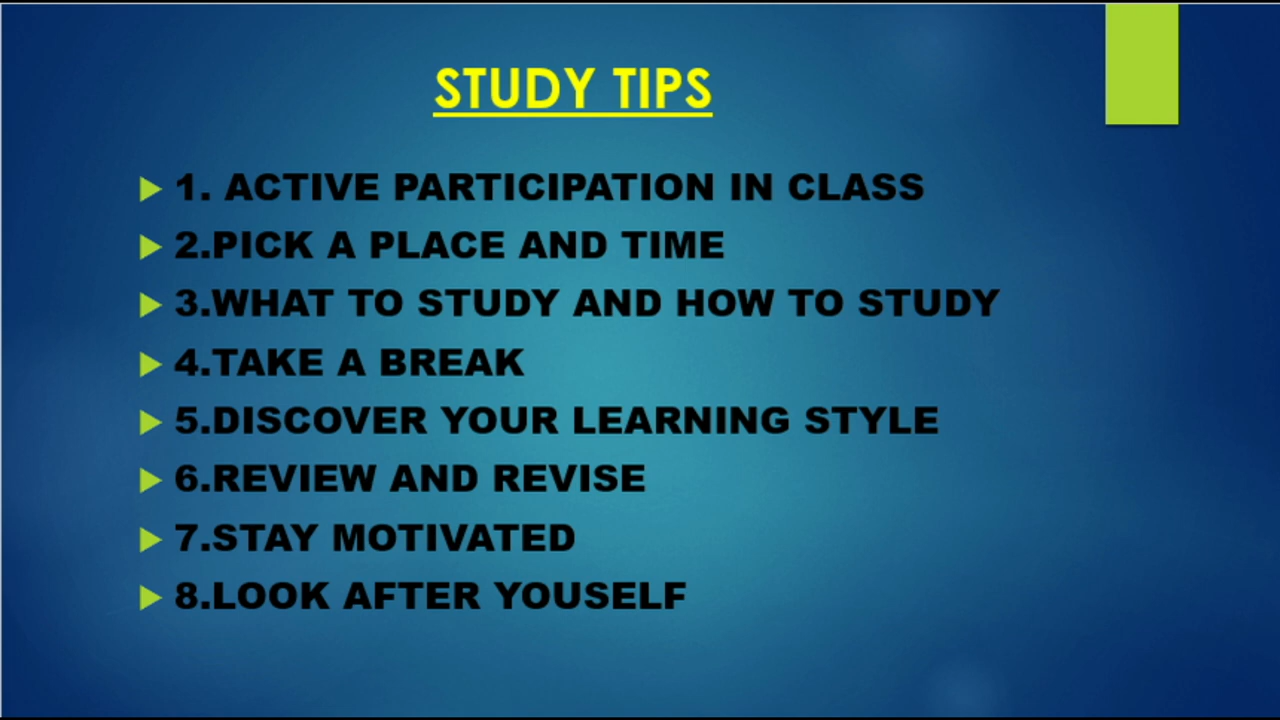 STUDY TIPS
1. ACTIVE PARTICIPATION IN CLASS
2.PICK A PLACE AND TIME
3.WHAT TO STUDY AND HOW TO STUDY
4.TAKE A BREAK
5.DISCOVER YOUR LEARNING STYLE
6.REVIEW AND REVISE
7.STAY MOTIVATED
8.LOOK AFTER YOUSELF